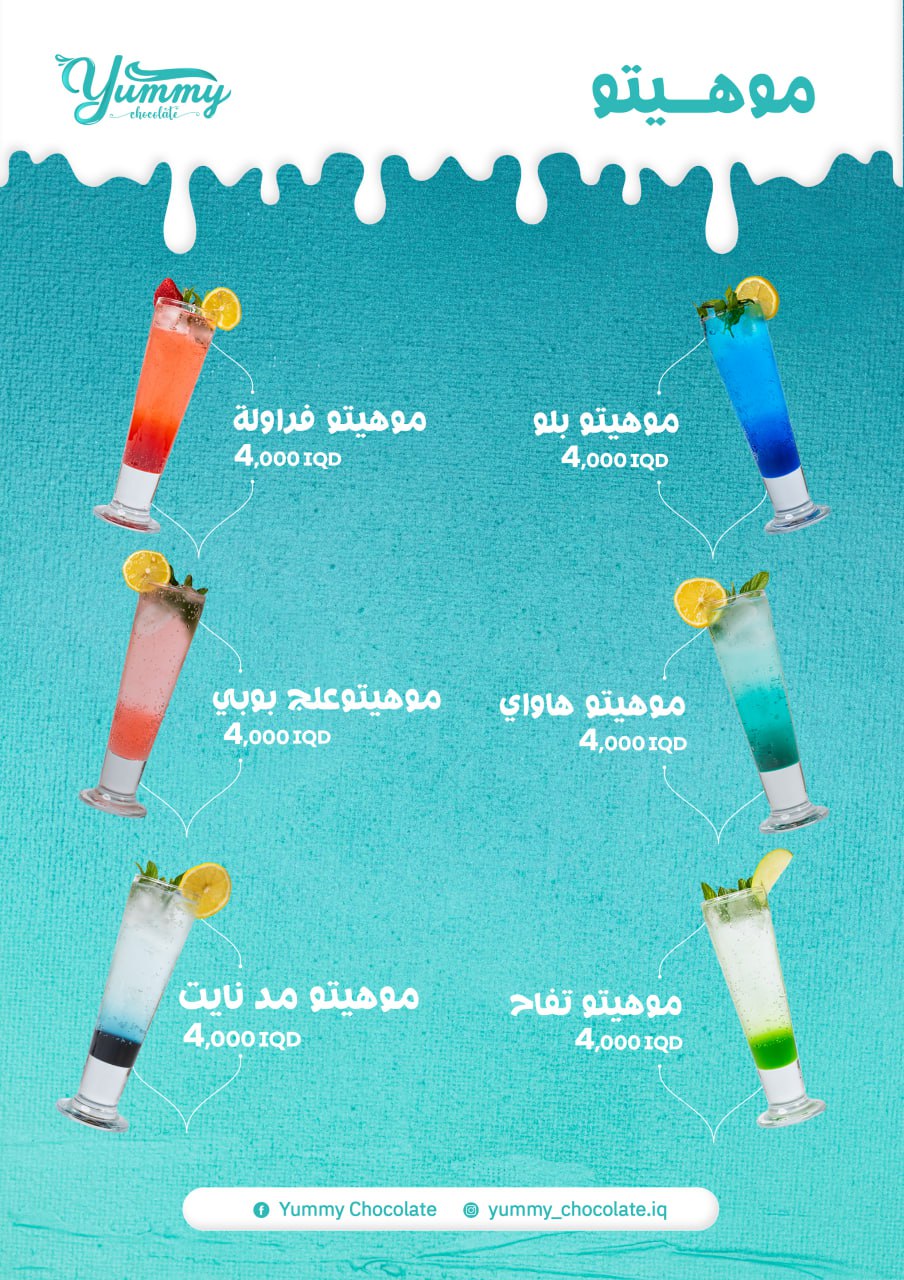 Yummy
chocolate
موهيتو
موهيتو بلو
4,000 IQD
موهيتو فراولة
4,000 IQD
موهيتو هاواي
4,000 IQD
موهيتوعلج بوبي
4,000 IQD
موهيتو تفاح
4,000 IQD
موهيتو مد نايت
4,000 IQD
Yummy Chocolate yummy_chocolate.iq